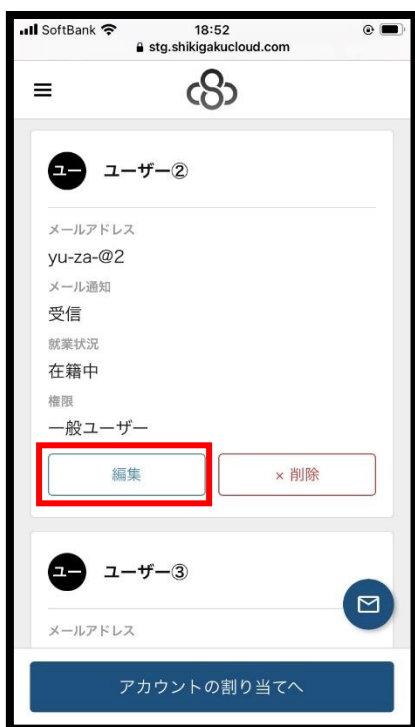 SoftBank 18:52
stg.shikigakucloud.com
ユー ユーザー②
メールアドレス
yu-za-@2
メール通知
受信
就業状況
在籍中
権限
一般ユーザー
編集 × 削除
ユー ユーザー③
メールアドレス
アカウントの割り当てへ